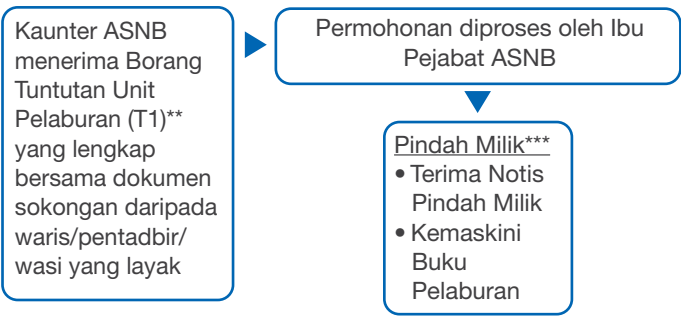 Kaunter ASNB
menerima Borang
Tuntutan Unit
Pelaburan (T1)**
yang lengkap
bersama dokumen
sokongan daripada
waris/pentadbir/
wasi yang layak
Permohonan diproses oleh Ibu
Pejabat ASNB
Pindah Milik***
• Terima Notis
Pindah Milik
• Kemaskini
Buku
Pelaburan